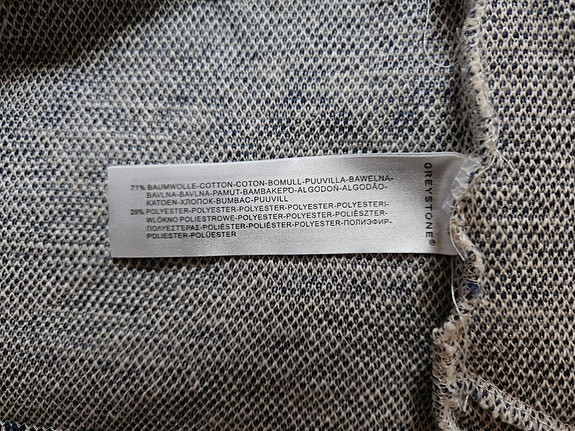 71% BAUMWOLLE-COTTON-COTON-BOMULL-PUUVILLA-BAWEŁNA-
BAVLNA-BAVLNA-PAMUT-BAMBAKEPO-ALGODÓN-ALGODÃO-
KATOEN-ХЛОПОК-BUMBAC-PUUVILL
29% POLYESTER-POLYESTER-POLYESTER-POLYESTER-POLYESTERI-
WŁÓKNO POLIESTROWE-POLYESTER-POLYESTER-POLIÉSZTER-
ΠΟΛΥΕΣΤΕΡΑΣ-POLIÉSTER-POLIÉSTER-POLYESTER-ПОЛИЭФИР-
POLIESTER-POLÜESTER
GREYSTONE®